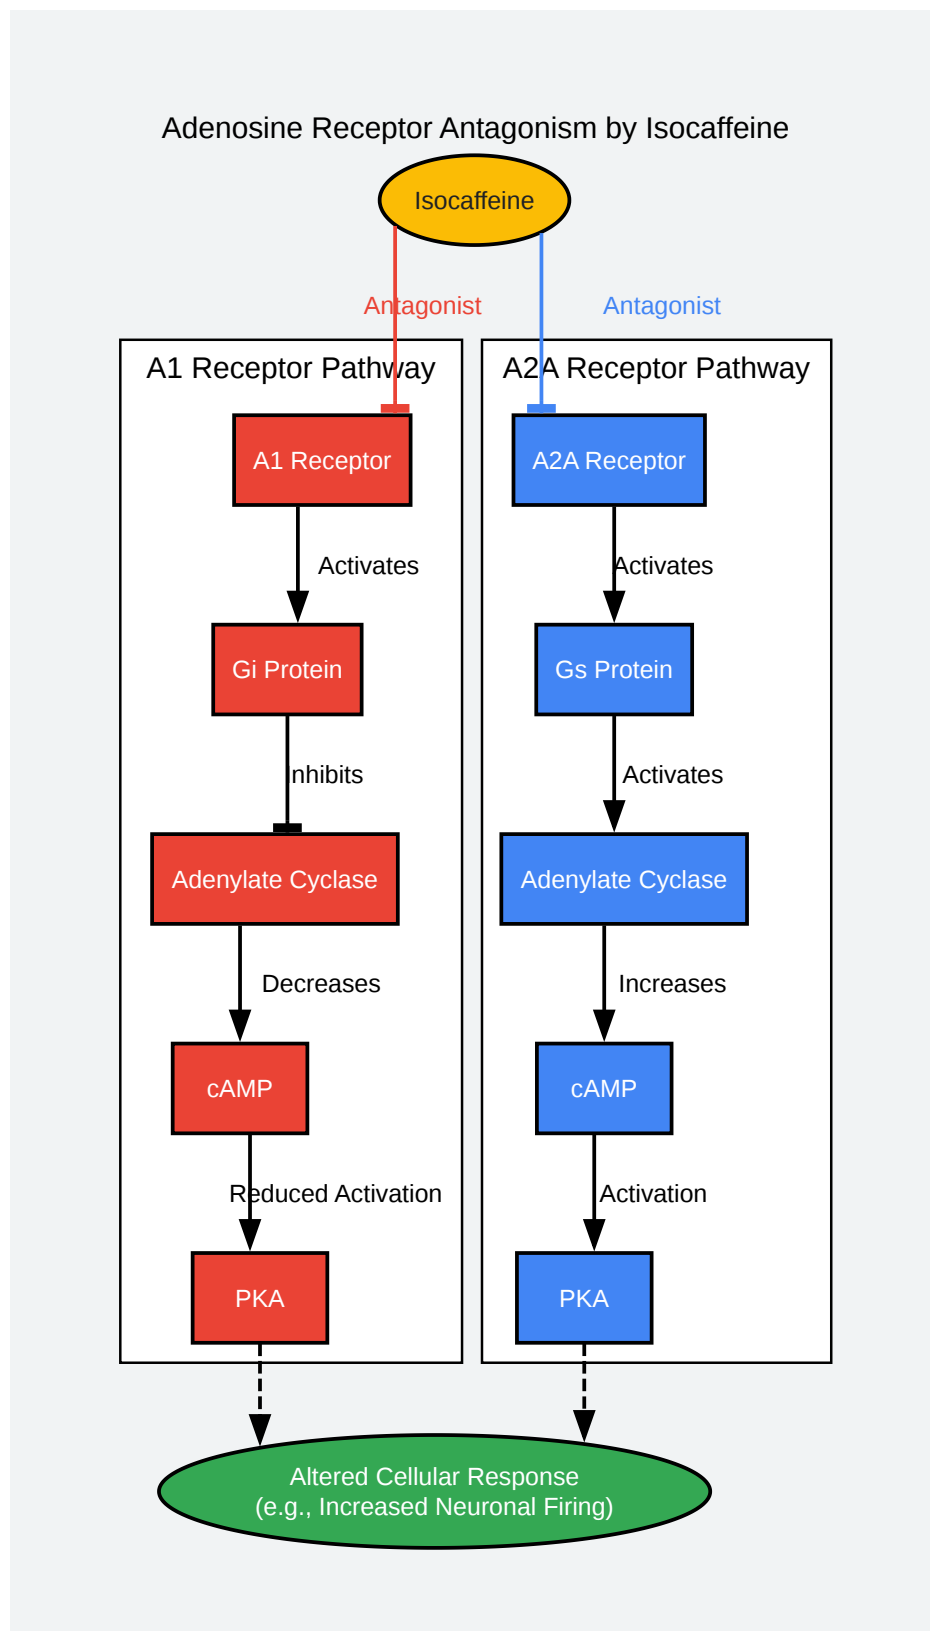 Adenosine Receptor Antagonism by Isocaffeine
Isocaffeine
Antagonist
Antagonist
A1 Receptor Pathway
A1 Receptor
Activates
Gi Protein
Inhibits
Adenylate Cyclase
Decreases
cAMP
Reduced Activation
PKA
A2A Receptor Pathway
A2A Receptor
Activates
Gs Protein
Activates
Adenylate Cyclase
Increases
cAMP
Activation
PKA
Altered Cellular Response
(e.g., Increased Neuronal Firing)